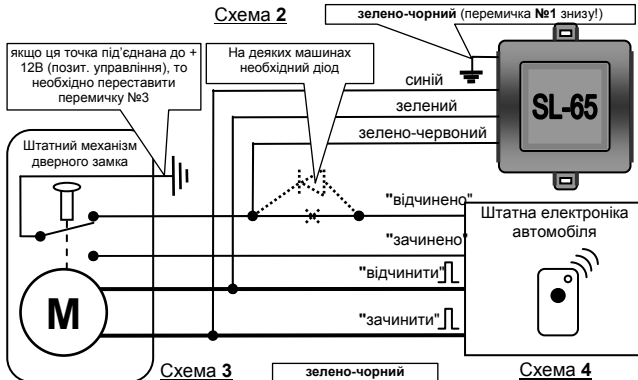 Схема 2
зелено-чорний (перемичка №1 знизу!)
якщо ця точка під'єднана до +
12В (позит. управління), то
необхідно переставити
перемичку №3
На деяких машинах
необхідний діод
синій
зелений
зелено-червоний
SL-65
Штатний механізм
дверного замка
"відчинено"
"зачинено"
"відчинити"
"зачинити"
Штатна електроніка
автомобіля
М
Схема 3
зелено-чорний
Схема 4